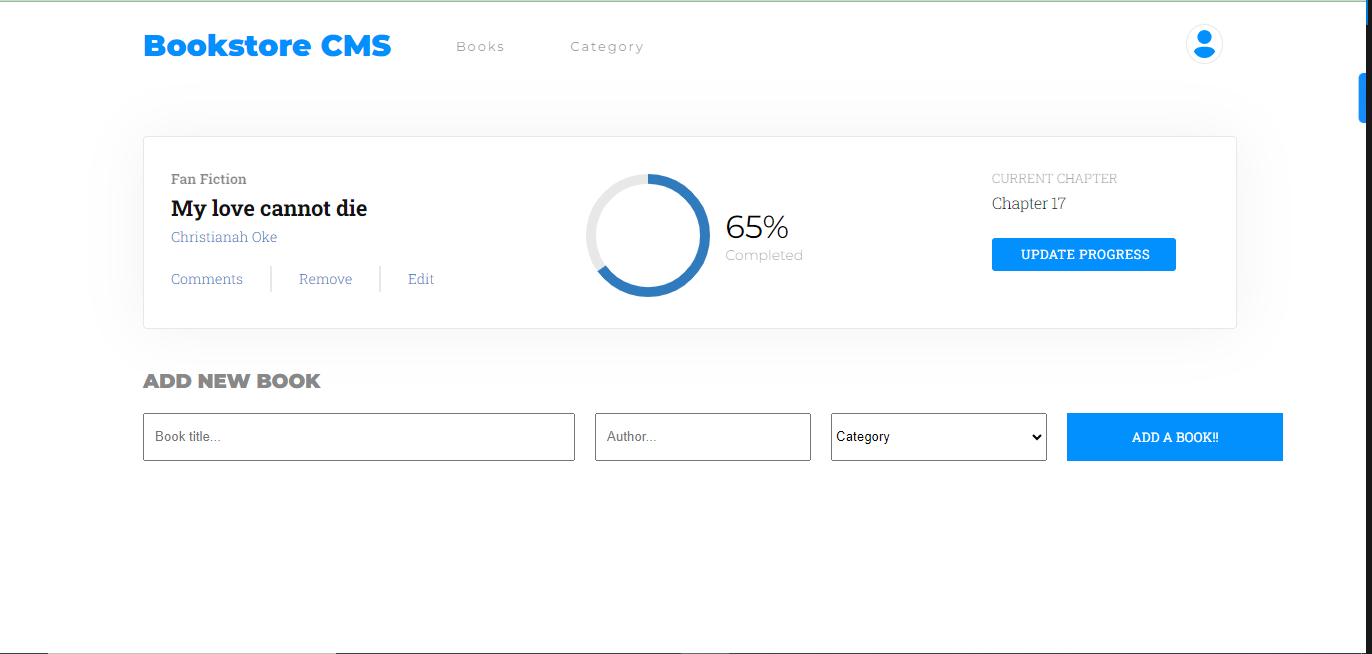 Bookstore CMS
Books
Category
Fan Fiction
My love cannot die
Christianah Oke
Comments
Remove
Edit
65%
Completed
CURRENT CHAPTER
Chapter 17
UPDATE PROGRESS
ADD NEW BOOK
Book title...
Author...
Category
ADD A BOOK!!